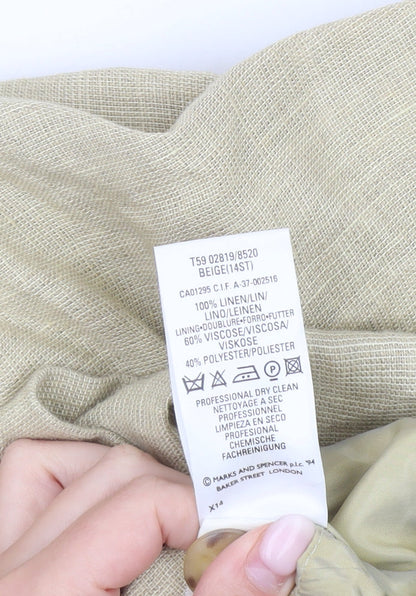 T59 02819/8520
BEIGE(14ST)
CA01295 C.I.F. A-37-002516
100% LINEN/LIN/
LINO/LEINEN
LINING•DOUBLURE•FORRO•FUTTER
60% VISCOSE/VISCOSA/
VISKOSE
40% POLYESTER/POLIESTER
P
PROFESSIONAL DRY CLEAN
NETTOYAGE A SEC
PROFESSIONNEL
LIMPIEZA EN SECO
PROFESIONAL
CHEMISCHE
FACHREINIGUNG
© MARKS AND SPENCER p.l.c. '94
BAKER STREET LONDON
X14